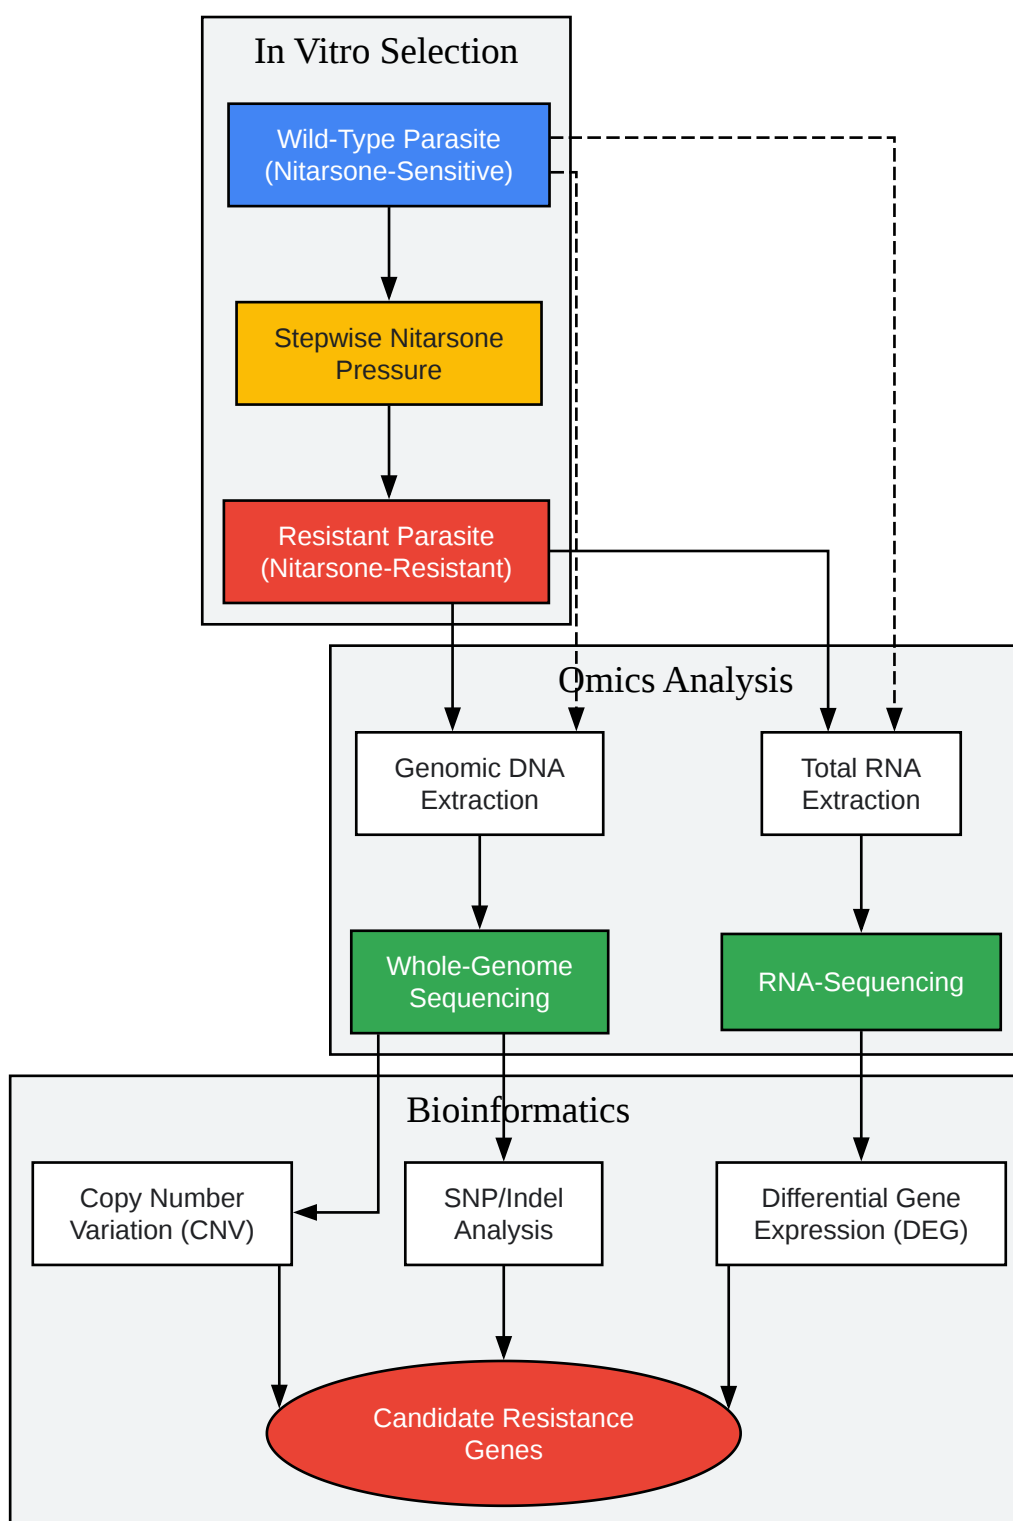 In Vitro Selection
Wild-Type Parasite
(Nitarsone-Sensitive)
Stepwise Nitarsone
Pressure
Resistant Parasite
(Nitarsone-Resistant)
Omics Analysis
Genomic DNA
Extraction
Total RNA
Extraction
Whole-Genome
Sequencing
RNA-Sequencing
Bioinformatics
Copy Number
Variation (CNV)
SNP/Indel
Analysis
Differential Gene
Expression (DEG)
Candidate Resistance
Genes